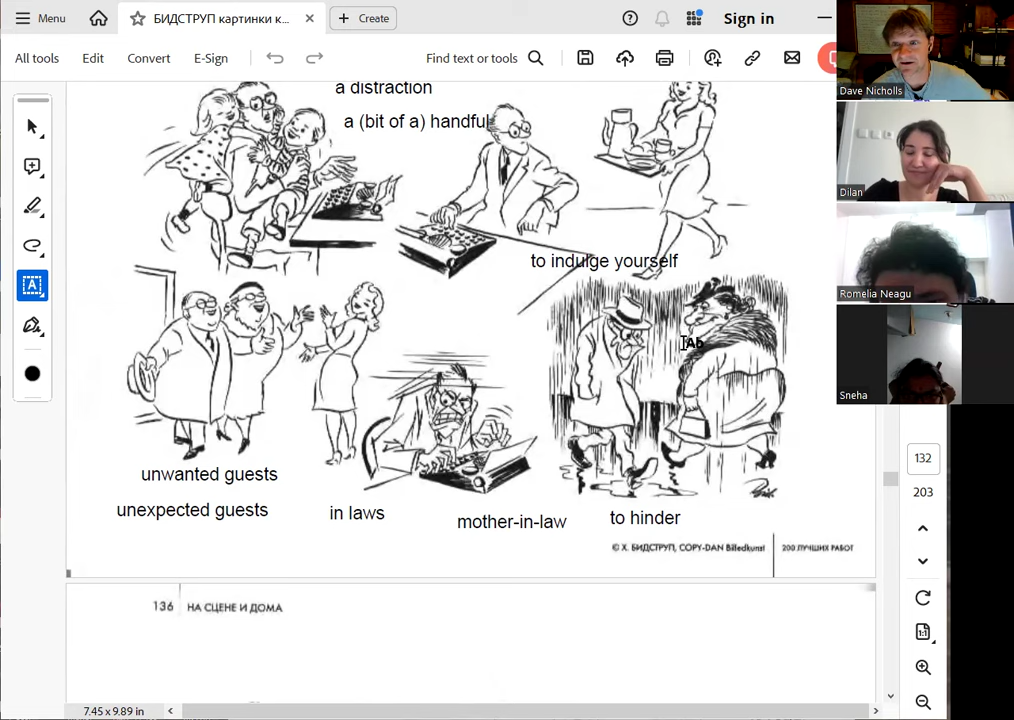 Menu
БИДСТРУП картинки к...
Create
Sign in
All tools
Edit
Convert
E-Sign
Find text or tools
Dave Nicholls
Dilan
Romelia Neagu
Sneha
a distraction
a (bit of a) handful
to indulge yourself
Ab
unwanted guests
unexpected guests
in laws
mother-in-law
to hinder
© Х. БИДСТРУП, COPY-DAN Billedkunst
200 ЛУЧШИХ РАБОТ
136 НА СЦЕНЕ И ДОМА
132
203
1:1
7.45 x 9.89 in